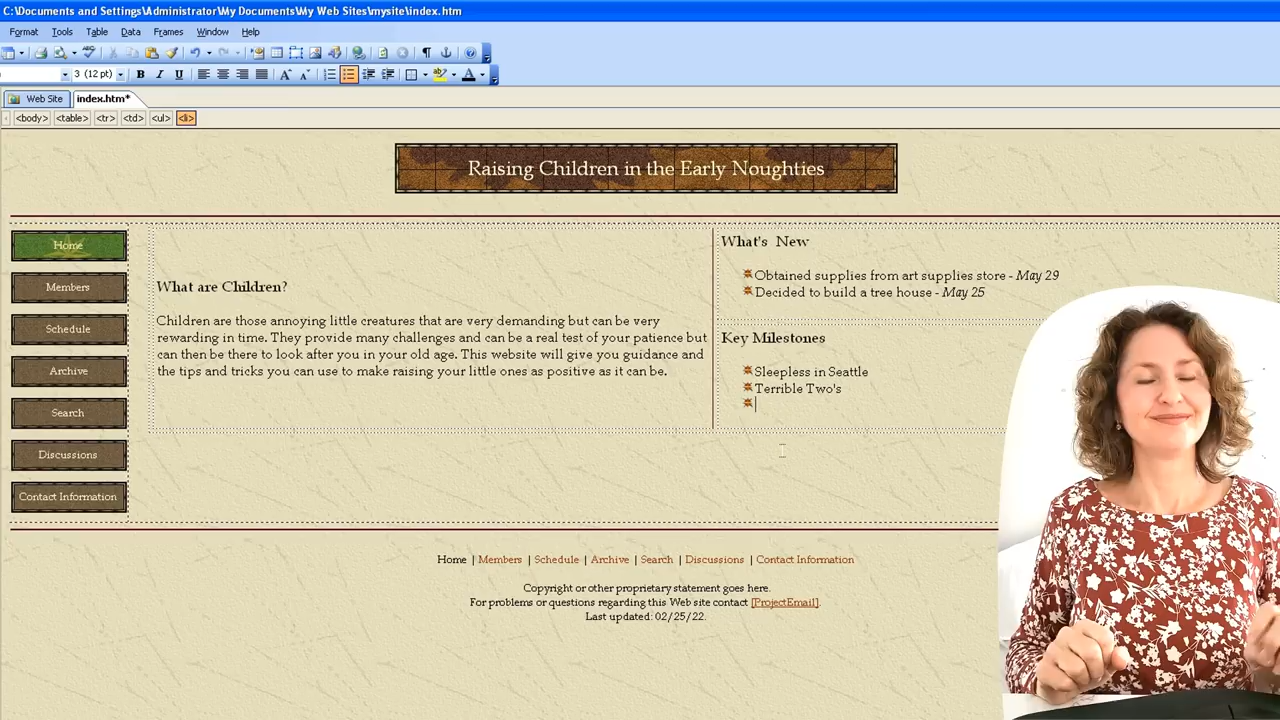 C:\Documents and Settings\Administrator\My Documents\My Web Sites\mysite\index.htm
Format Tools Table Data Frames Window Help
3 (12 pt) B I U A A A
Web Site index.htm*
<body> <table> <tr> <td> <ul> <li>
Raising Children in the Early Noughties
Home
Members
Schedule
Archive
Search
Discussions
Contact Information
What are Children?
Children are those annoying little creatures that are very demanding but can be very
rewarding in time. They provide many challenges and can be a real test of your patience but
can then be there to look after you in your old age. This website will give you guidance and
the tips and tricks you can use to make raising your little ones as positive as it can be.
What's New
Obtained supplies from art supplies store - May 29
Decided to build a tree house - May 25
Key Milestones
Sleepless in Seattle
Terrible Two's
Home | Members | Schedule | Archive | Search | Discussions | Contact Information
Copyright or other proprietary statement goes here.
For problems or questions regarding this Web site contact [ProjectEmail].
Last updated: 02/25/22.